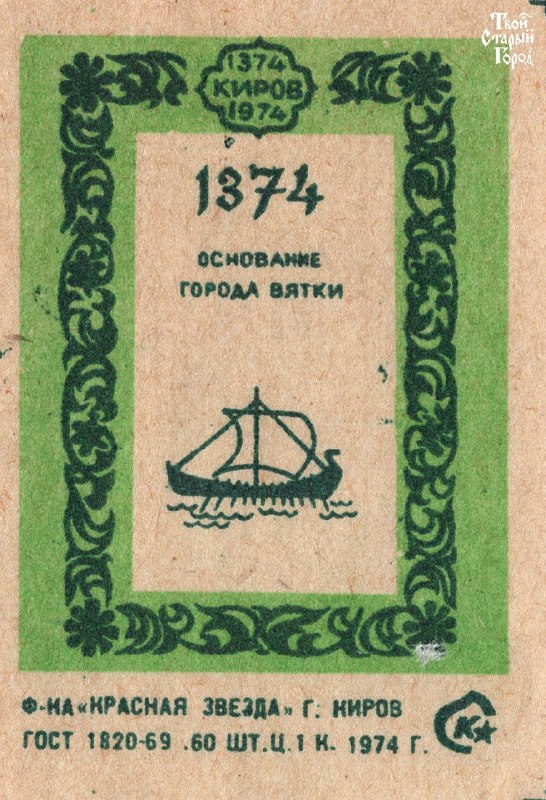 Твой
Старый
Город
1374
КИРОВ
1974
1374
ОСНОВАНИЕ
ГОРОДА ВЯТКИ
Ф-КА «КРАСНАЯ ЗВЕЗДА» Г. КИРОВ
ГОСТ 1820-69 .60 ШТ.Ц.1 К. 1974 Г.
К